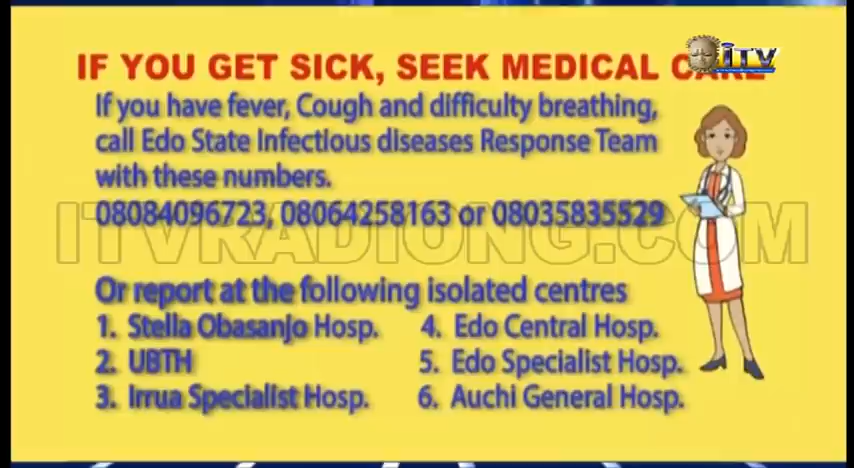 IF YOU GET SICK, SEEK MEDICAL CARE
iTV
If you have fever, Cough and difficulty breathing,
call Edo State Infectious diseases Response Team
with these numbers.
08084096723, 08064258163 or 08035835529
ITVRADIONG.COM
Or report at the following isolated centres
1. Stella Obasanjo Hosp.
2. UBTH
3. Irrua Specialist Hosp.
4. Edo Central Hosp.
5. Edo Specialist Hosp.
6. Auchi General Hosp.